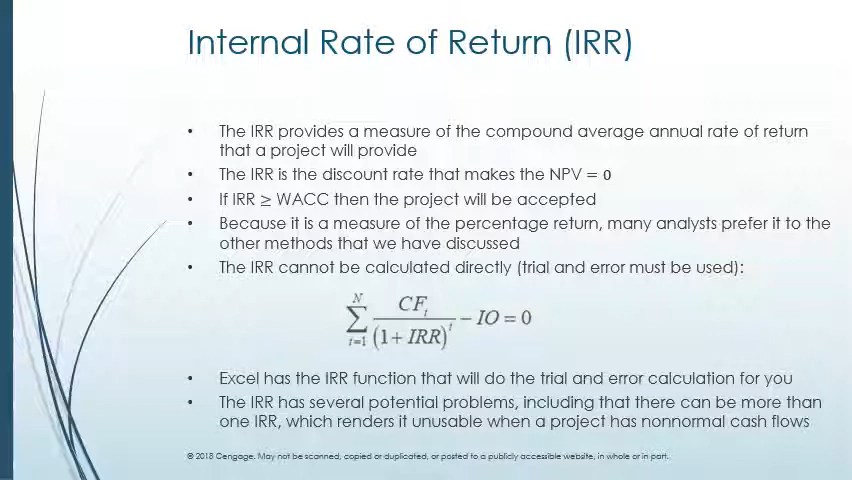 Internal Rate of Return (IRR)
• The IRR provides a measure of the compound average annual rate of return
that a project will provide
• The IRR is the discount rate that makes the NPV = 0
• If IRR ≥ WACC then the project will be accepted
• Because it is a measure of the percentage return, many analysts prefer it to the
other methods that we have discussed
• The IRR cannot be calculated directly (trial and error must be used):
∑_{t=1}^{N} CF_t / (1 + IRR)^t − IO = 0
• Excel has the IRR function that will do the trial and error calculation for you
• The IRR has several potential problems, including that there can be more than
one IRR, which renders it unusable when a project has nonnormal cash flows
© 2018 Cengage. May not be scanned, copied or duplicated, or posted to a publicly accessible website, in whole or in part.